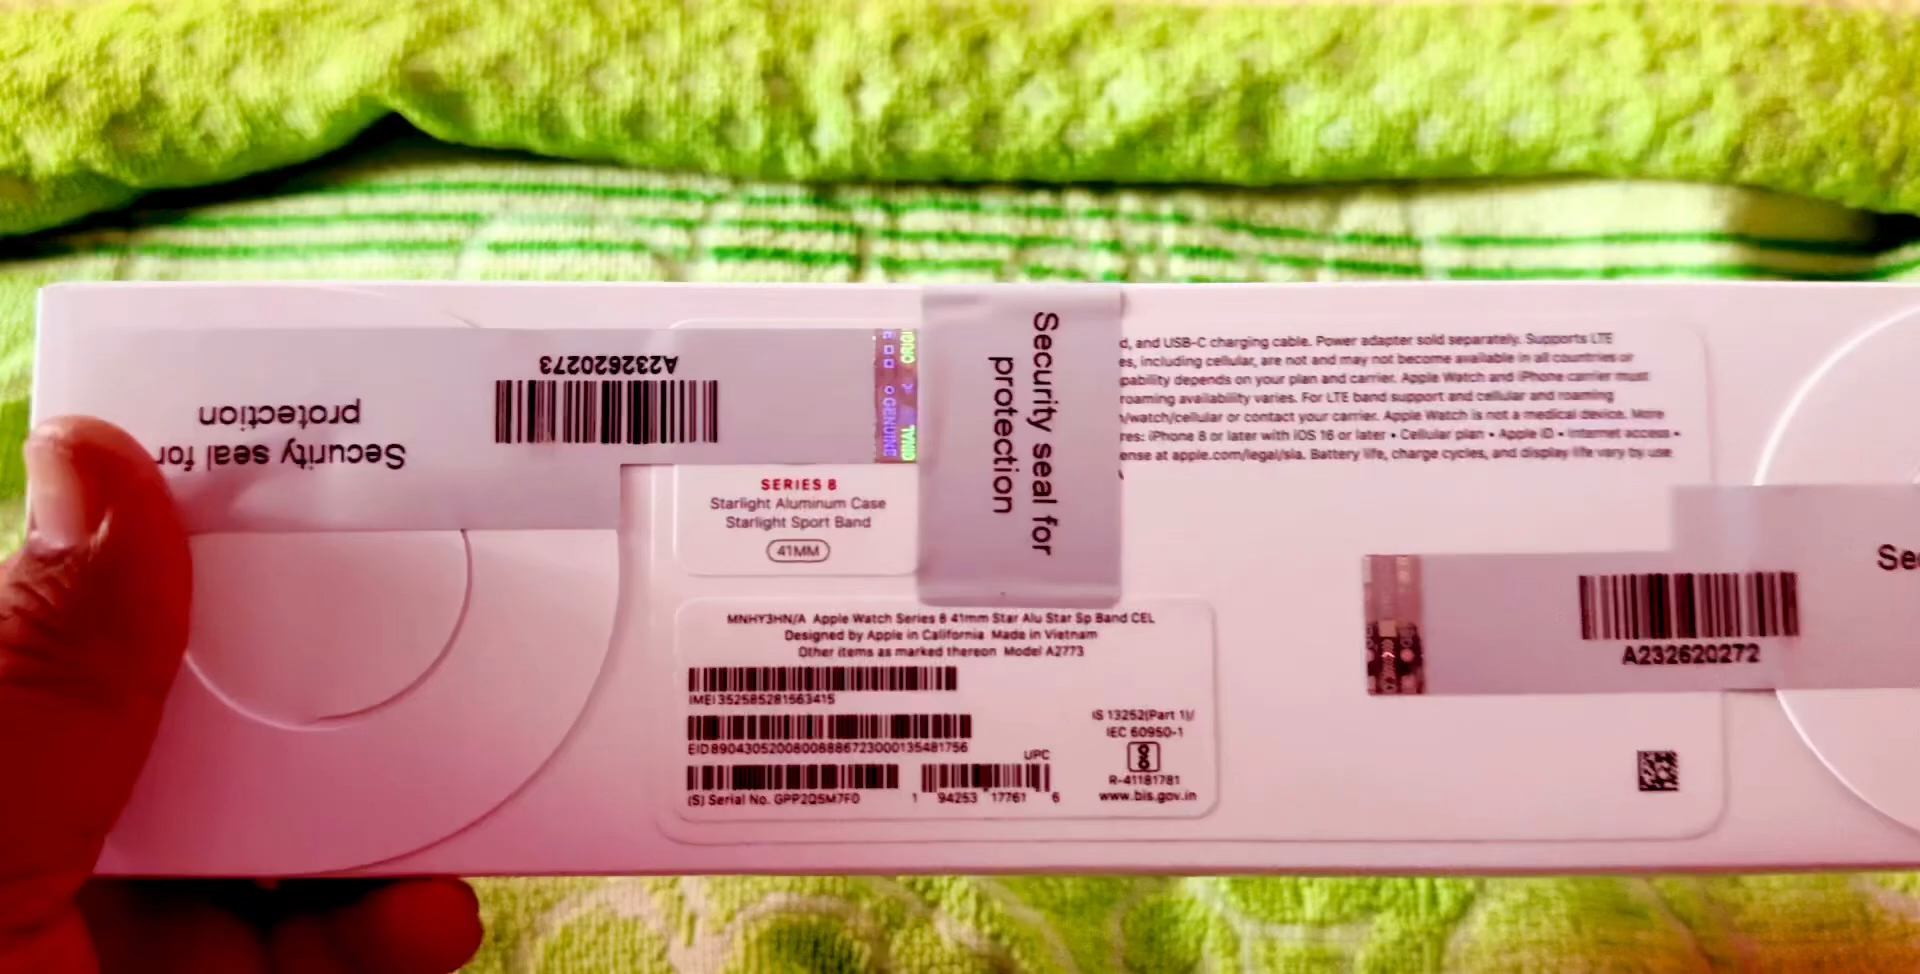 A232620273
Security seal for
protection
GENUINE
ORIGINAL
Security seal for
protection
d, and USB-C charging cable. Power adapter sold separately. Supports LTE
es, including cellular, are not and may not become available in all countries or
pability depends on your plan and carrier. Apple Watch and iPhone carrier must
roaming availability varies. For LTE band support and cellular and roaming
/watch/cellular or contact your carrier. Apple Watch is not a medical device. More
res: iPhone 8 or later with iOS 16 or later • Cellular plan • Apple ID • Internet access •
ense at apple.com/legal/sla. Battery life, charge cycles, and display life vary by use
SERIES 8
Starlight Aluminum Case
Starlight Sport Band
41MM
MNHY3HN/A Apple Watch Series 8 41mm Star Alu Star Sp Band CEL
Designed by Apple in California Made in Vietnam
Other items as marked thereon Model A2773
IMEI 352585281563415
EID 89043052008008886723000135481756
UPC
(S) Serial No. GPP2Q5M7F0
1 94253 17761 6
IS 13252(Part 1)/
IEC 60950-1
R-41181781
www.bis.gov.in
Se
A232620272